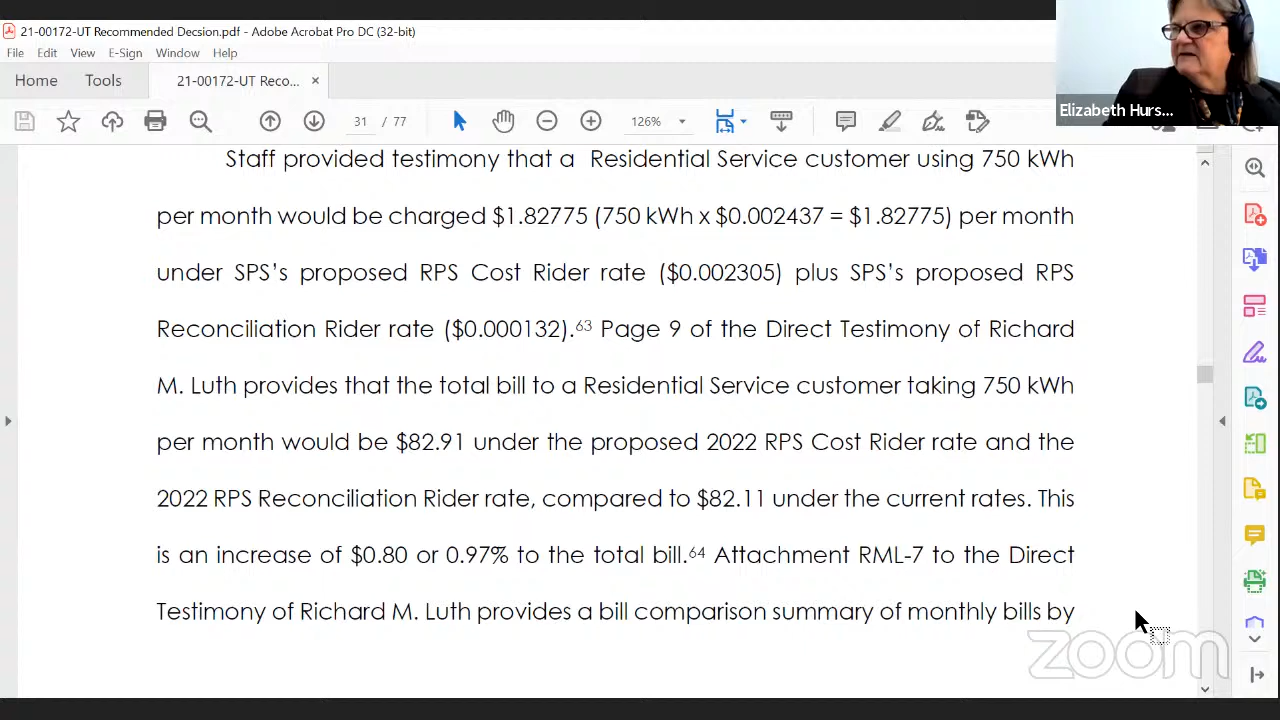 21-00172-UT Recommended Decsion.pdf - Adobe Acrobat Pro DC (32-bit)
File Edit View E-Sign Window Help
Home Tools 21-00172-UT Reco... ×
31 / 77 126%
Elizabeth Hurs...
Staff provided testimony that a Residential Service customer using 750 kWh
per month would be charged $1.82775 (750 kWh x $0.002437 = $1.82775) per month
under SPS's proposed RPS Cost Rider rate ($0.002305) plus SPS's proposed RPS
Reconciliation Rider rate ($0.000132).63 Page 9 of the Direct Testimony of Richard
M. Luth provides that the total bill to a Residential Service customer taking 750 kWh
per month would be $82.91 under the proposed 2022 RPS Cost Rider rate and the
2022 RPS Reconciliation Rider rate, compared to $82.11 under the current rates. This
is an increase of $0.80 or 0.97% to the total bill.64 Attachment RML-7 to the Direct
Testimony of Richard M. Luth provides a bill comparison summary of monthly bills by
zoom